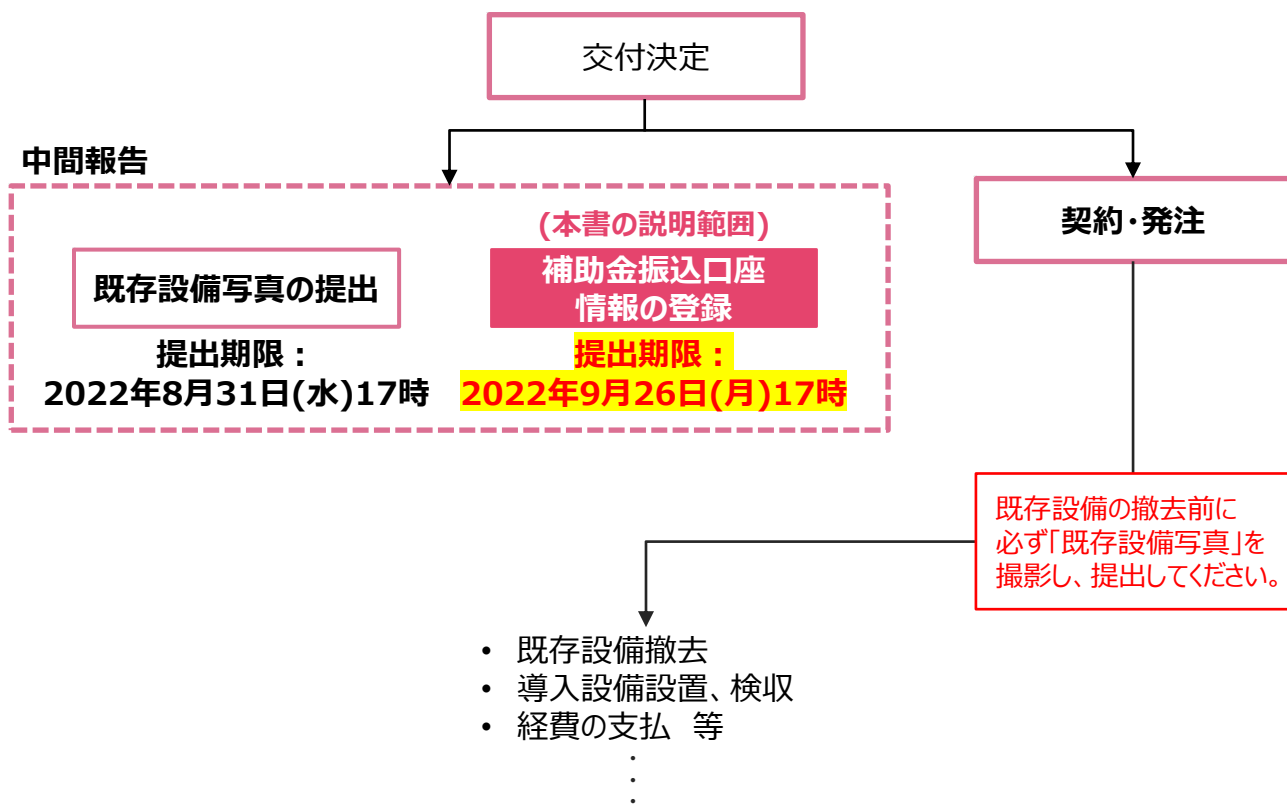 交付決定
中間報告
既存設備写真の提出
提出期限：
2022年8月31日(水)17時
(本書の説明範囲)
補助金振込口座
情報の登録
提出期限：
2022年9月26日(月)17時
契約・発注
既存設備の撤去前に
必ず「既存設備写真」を
撮影し、提出してください。
• 既存設備撤去
• 導入設備設置、検収
• 経費の支払 等
・
・
・